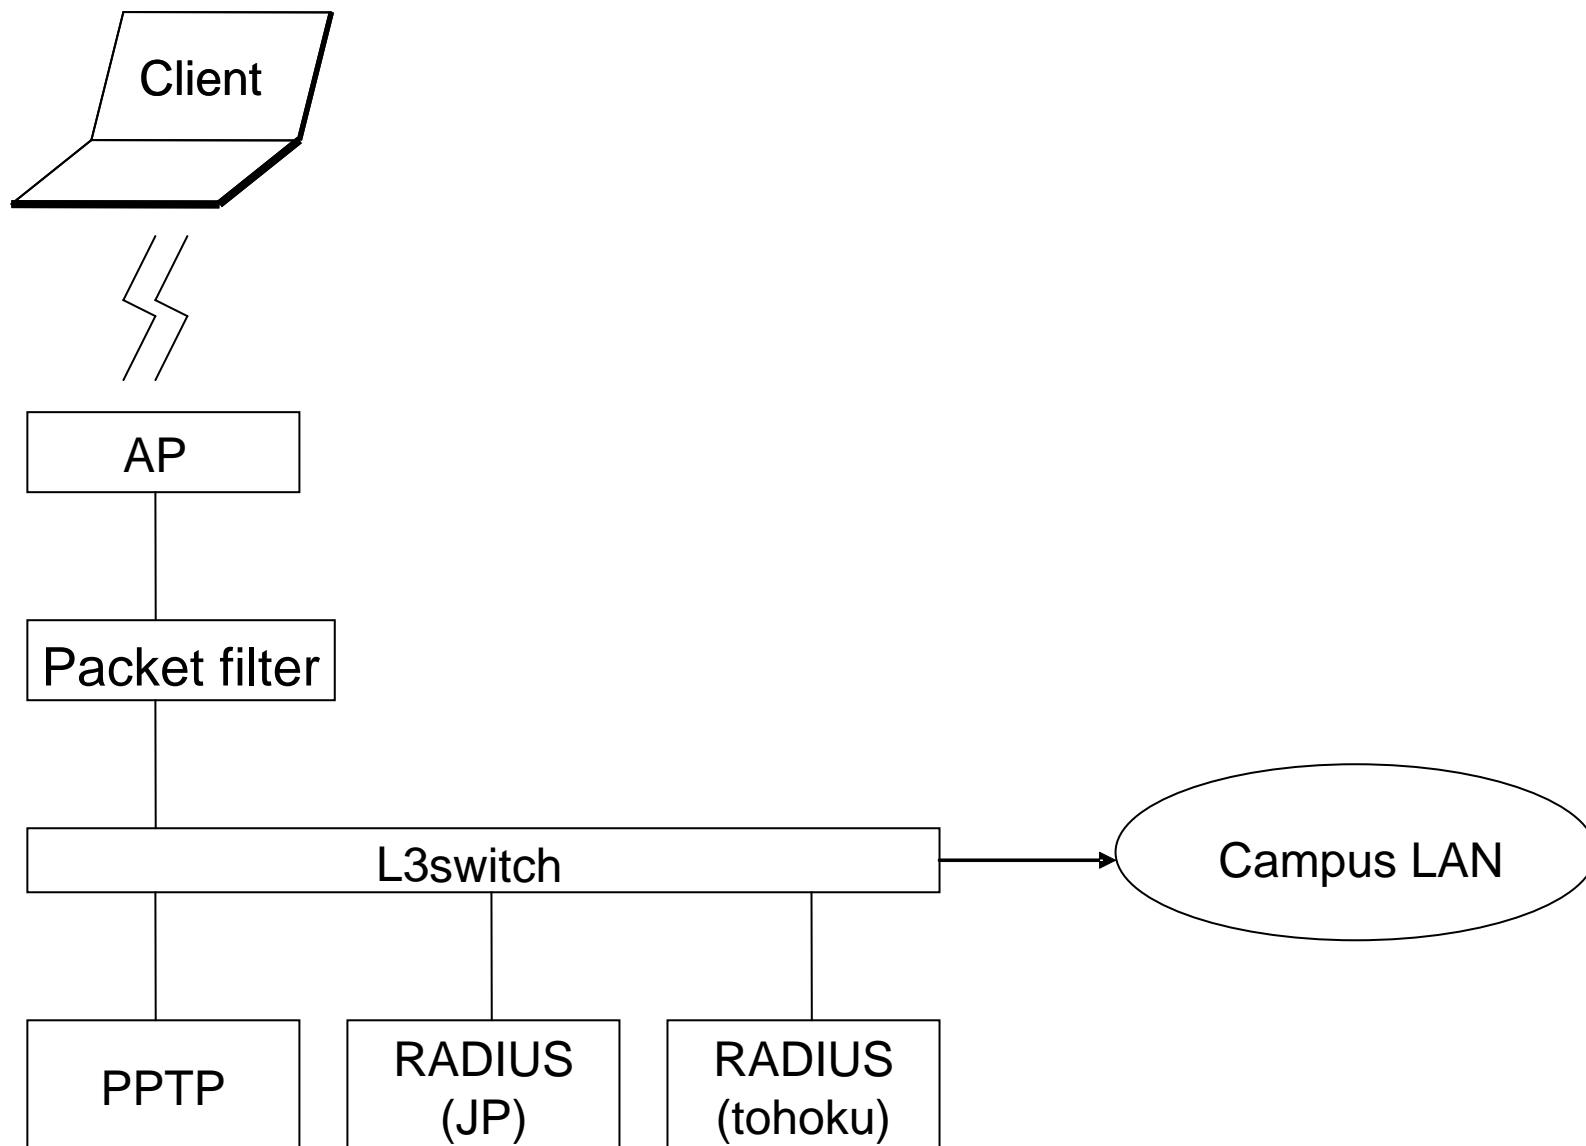 Client
AP
Packet filter
L3switch
Campus LAN
PPTP
RADIUS
(JP)
RADIUS
(tohoku)